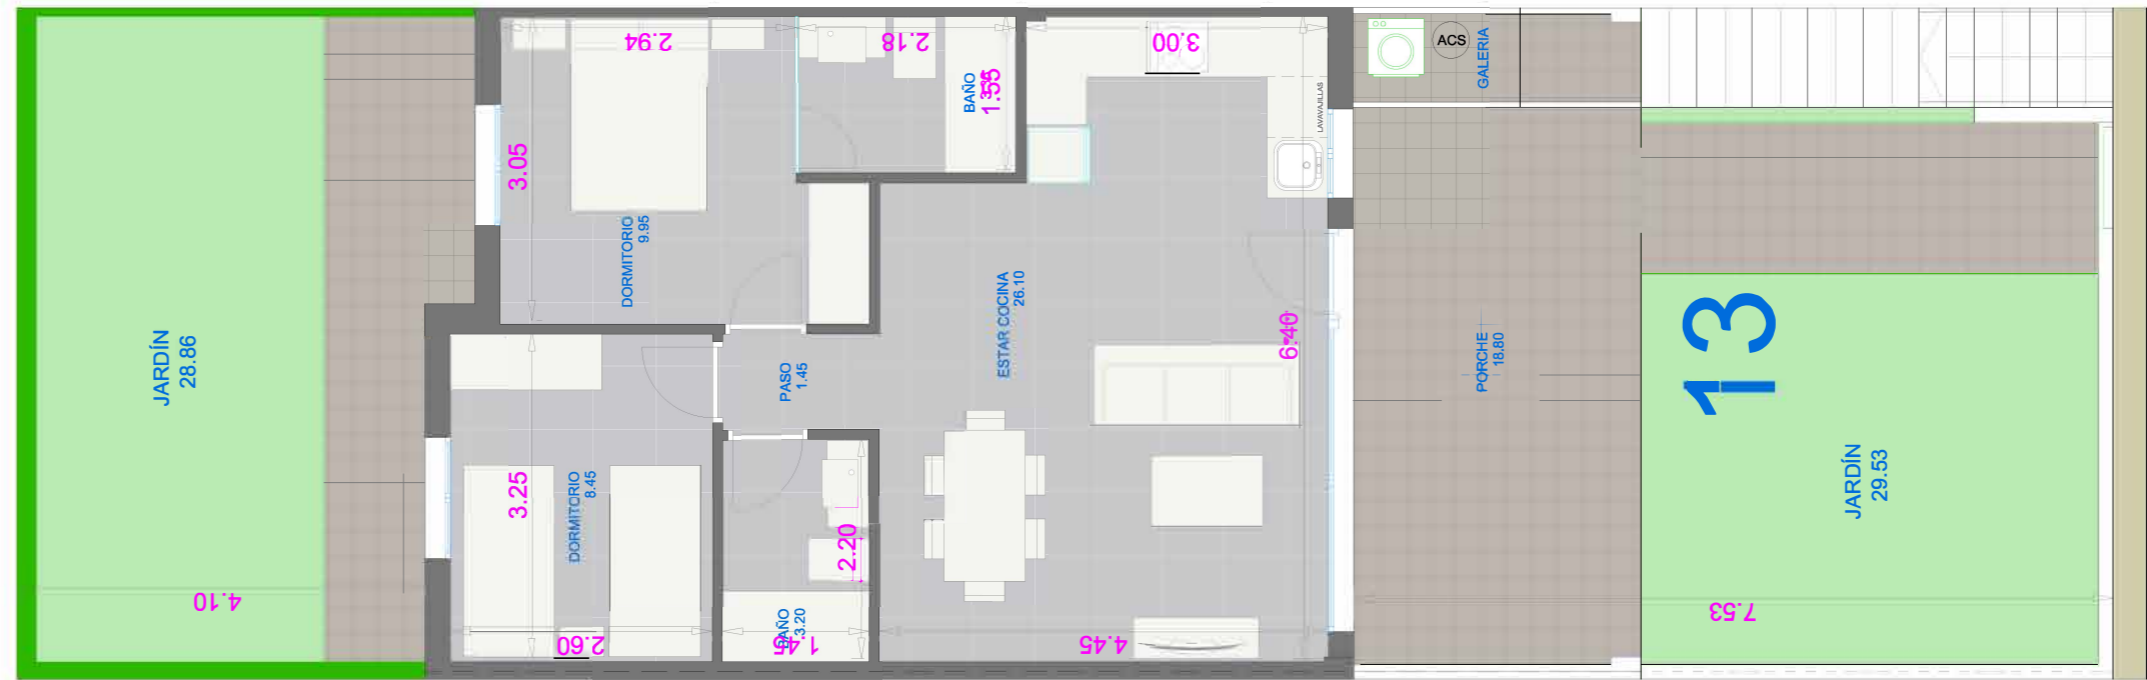 2.94
2.18
3.00
ACS
GALERIA
BAÑO
1.55
LAVAVAJILLAS
3.05
DORMITORIO
9.95
ESTAR COCINA
26.10
6.40
PORCHE
18.80
13
JARDÍN
28.86
PASO
1.45
JARDÍN
29.53
3.25
DORMITORIO
8.45
2.20
4.10
2.60
BAÑO
3.20
1.45
4.45
7.53